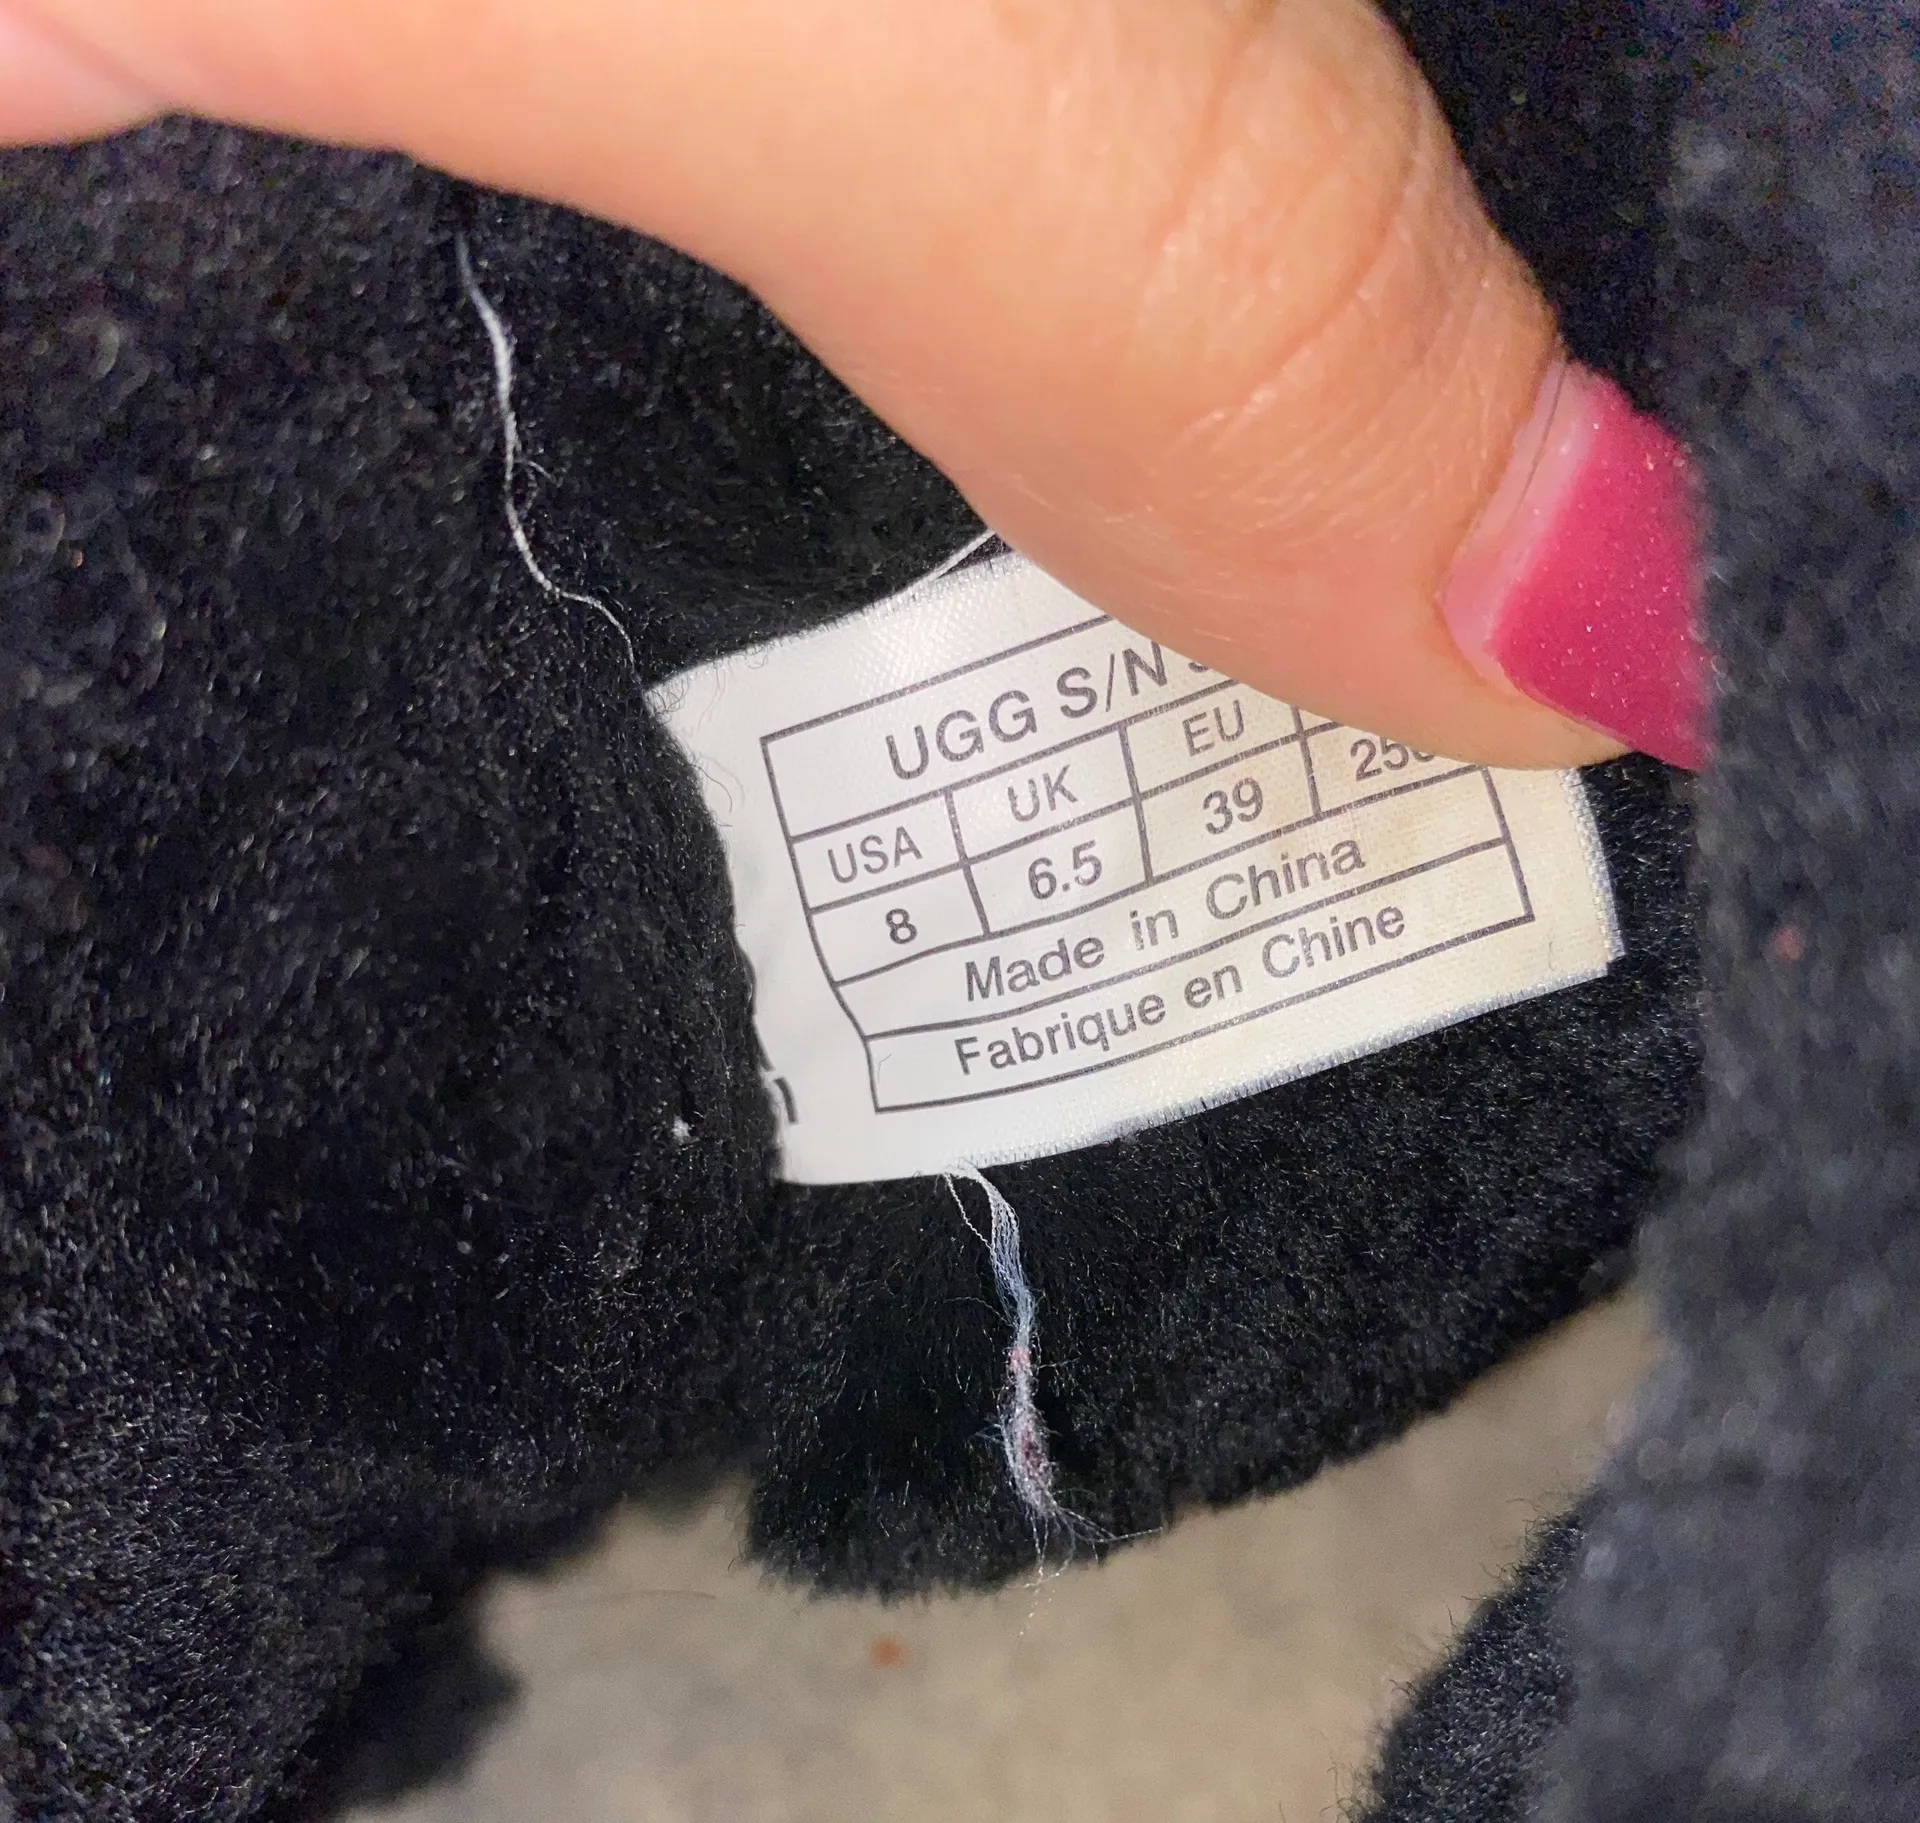 UGG S/N
USA UK EU
8 6.5 39
Made in China
Fabrique en Chine